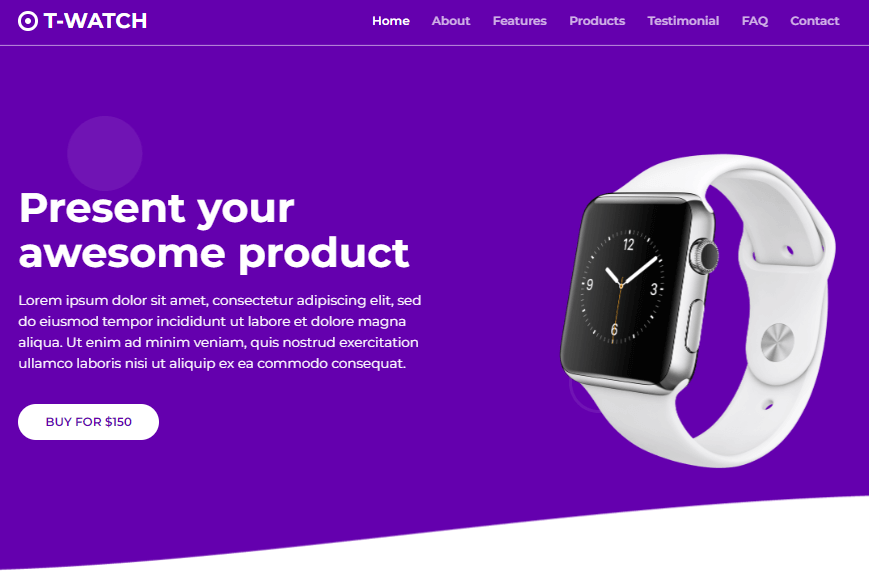 T-WATCH
Home About Features Products Testimonial FAQ Contact
Present your
awesome product
Lorem ipsum dolor sit amet, consectetur adipiscing elit, sed
do eiusmod tempor incididunt ut labore et dolore magna
aliqua. Ut enim ad minim veniam, quis nostrud exercitation
ullamco laboris nisi ut aliquip ex ea commodo consequat.
BUY FOR $150
12
9
3
6